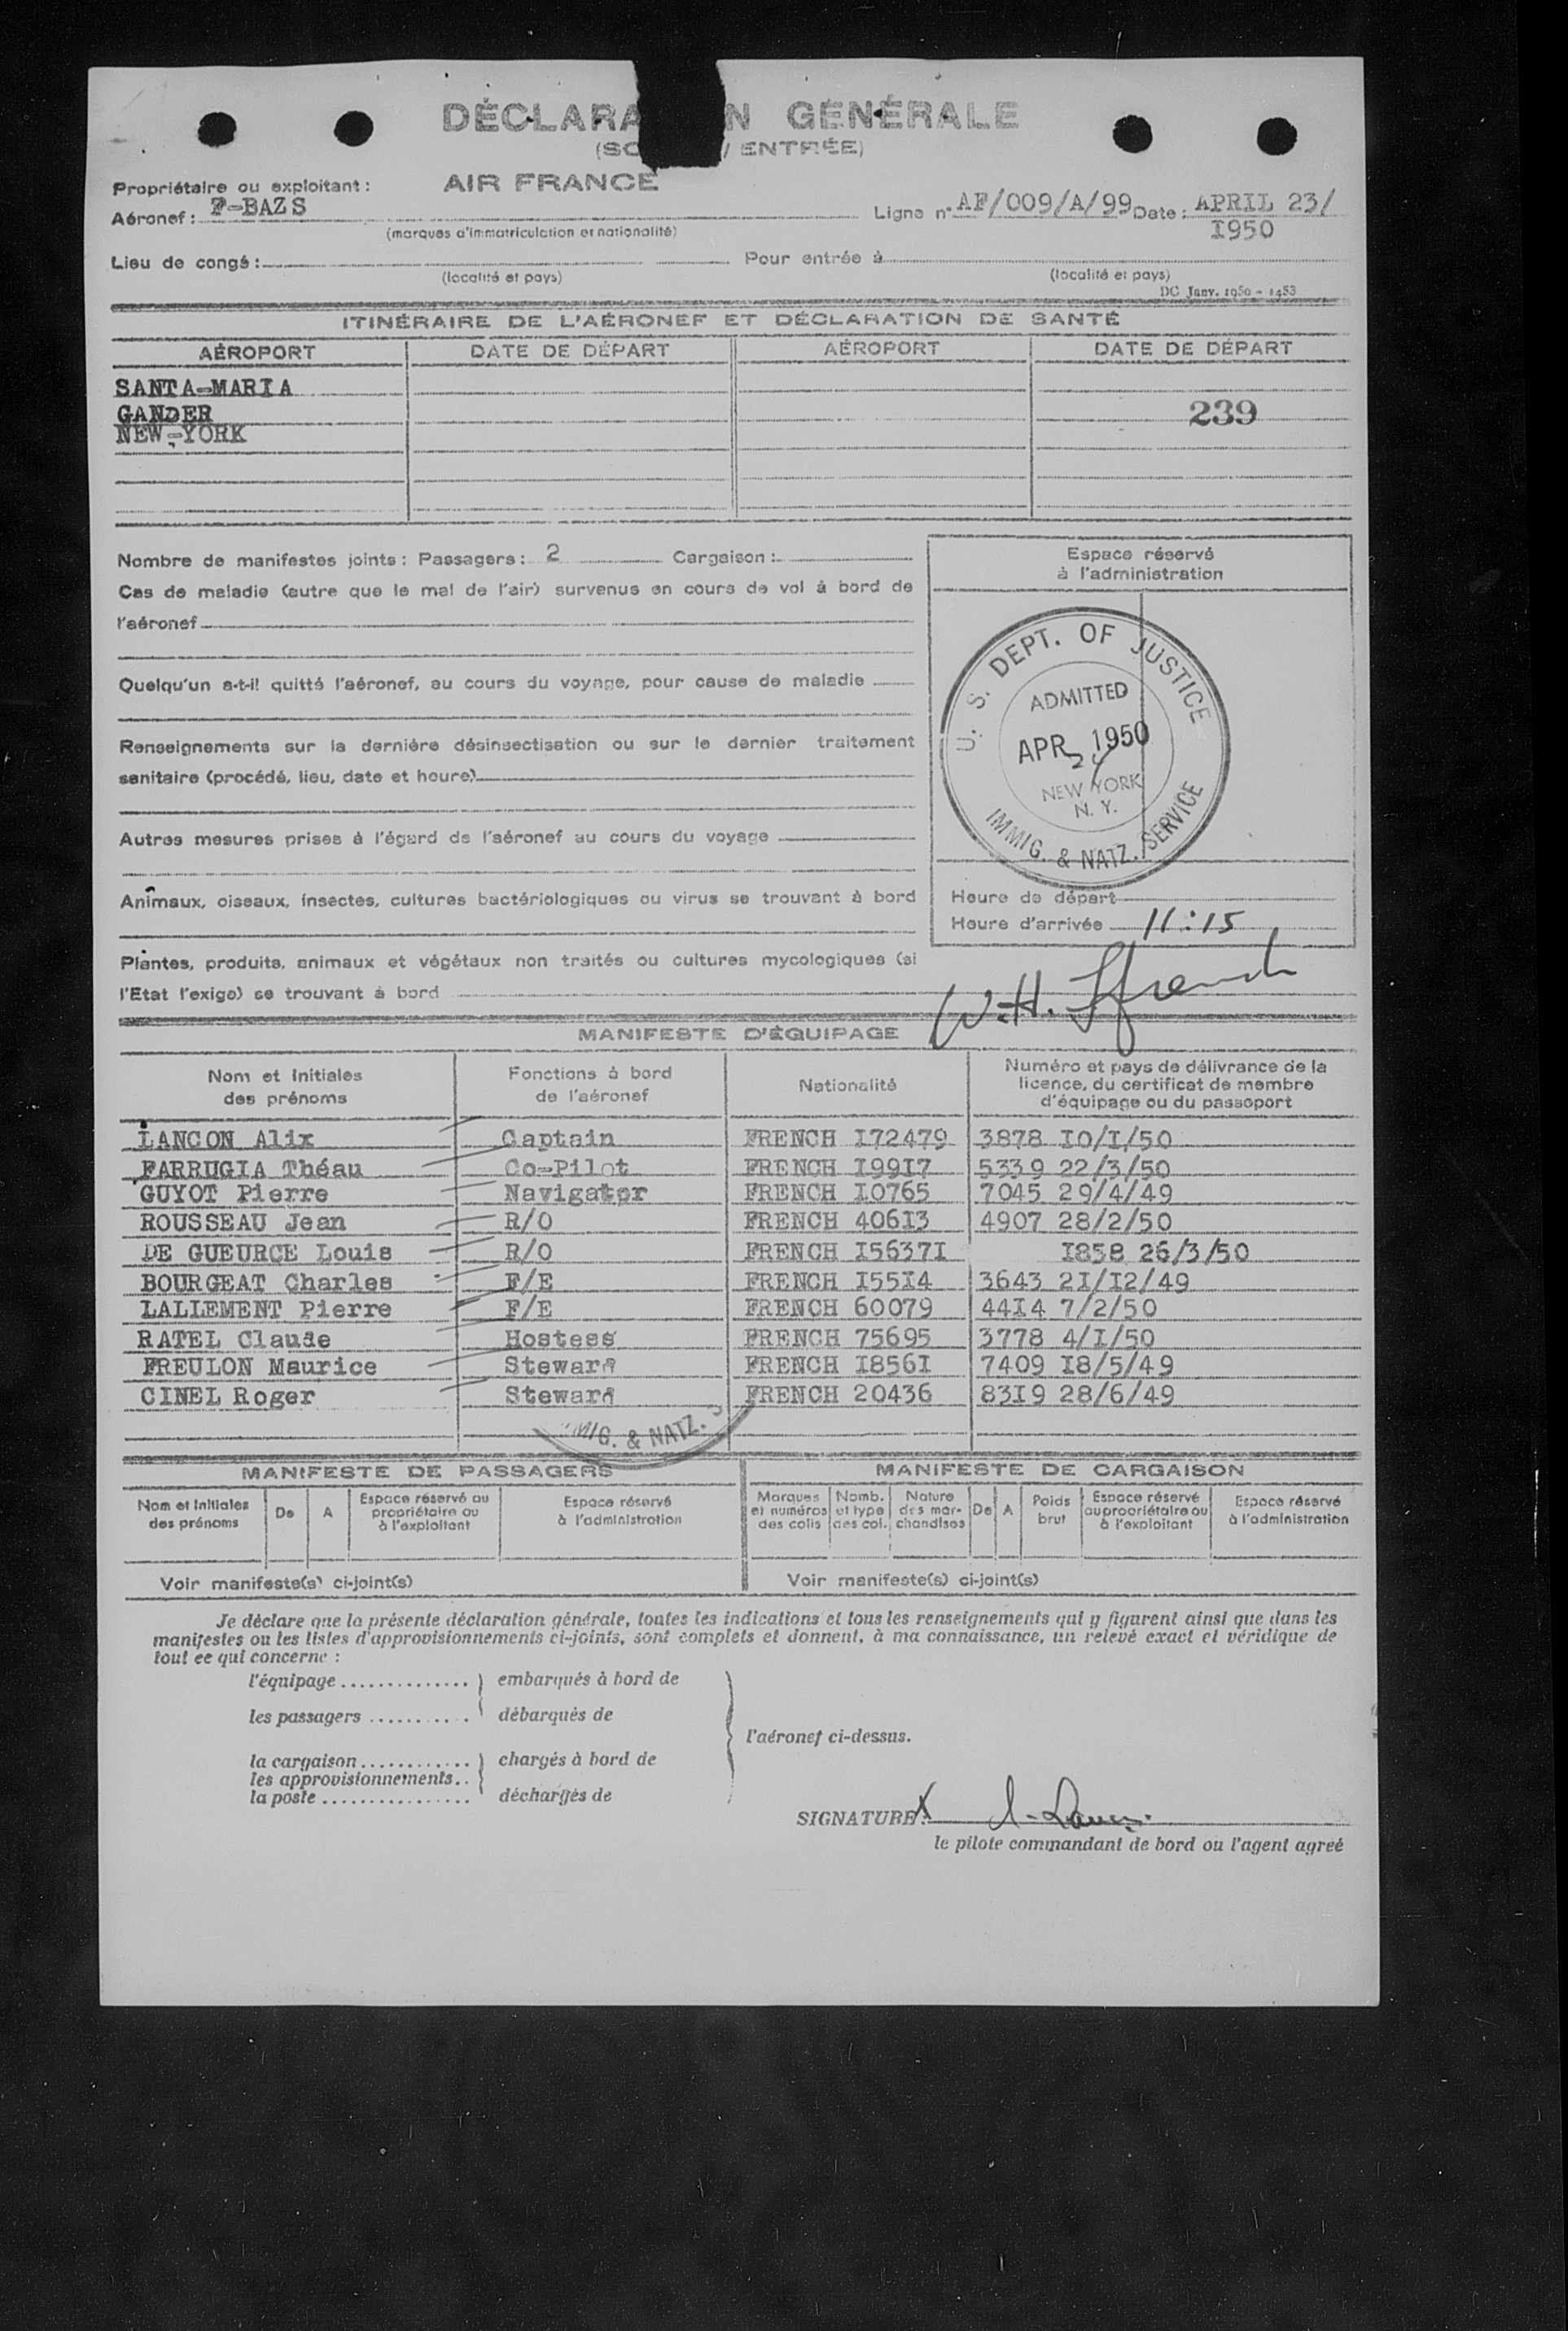 DÉCLARA N GÉNÉRALE
(SO / ENTRÉE)
Propriétaire ou exploitant : AIR FRANCE
Aéronef : F-BAZS Ligne n° AF/009/A/99 Date : APRIL 23/
1950
(marques d'immatriculation et nationalité)
Lieu de congé : Pour entrée à
(localité et pays) (localité et pays)
DC Janv. 1950 - 1453
ITINÉRAIRE DE L'AÉRONEF ET DÉCLARATION DE SANTÉ
AÉROPORT DATE DE DÉPART AÉROPORT DATE DE DÉPART
SANTA-MARIA
GANDER 239
NEW-YORK
Nombre de manifestes joints : Passagers : 2 Cargaison :
Cas de maladie (autre que le mal de l'air) survenus en cours de vol à bord de
l'aéronef
Quelqu'un a-t-il quitté l'aéronef, au cours du voyage, pour cause de maladie
Renseignements sur la dernière désinsectisation ou sur le dernier traitement
sanitaire (procédé, lieu, date et heure)
Autres mesures prises à l'égard de l'aéronef au cours du voyage
Animaux, oiseaux, insectes, cultures bactériologiques ou virus se trouvant à bord
Plantes, produits, animaux et végétaux non traités ou cultures mycologiques (si
l'Etat l'exige) se trouvant à bord
Espace réservé
à l'administration
U. S. DEPT. OF JUSTICE
ADMITTED
APR 24 1950
NEW YORK
N. Y.
IMMIG. & NATZ. SERVICE
Heure de départ
Heure d'arrivée 11:15
W.H. Ffrench
MANIFESTE D'ÉQUIPAGE
Nom et Initiales
des prénoms
Fonctions à bord
de l'aéronef
Nationalité
Numéro et pays de délivrance de la
licence, du certificat de membre
d'équipage ou du passeport
LANCON Alix Captain FRENCH I72479 3878 I0/I/50
FARRUGIA Théau Co-Pilot FRENCH I99I7 5339 22/3/50
GUYOT Pierre Navigator FRENCH I0765 7045 29/4/49
ROUSSEAU Jean R/O FRENCH 406I3 4907 28/2/50
DE GUEURCE Louis R/O FRENCH I5637I I858 26/3/50
BOURGEAT Charles F/E FRENCH I55I4 3643 2I/I2/49
LALLEMENT Pierre F/E FRENCH 60079 44I4 7/2/50
RATEL Claude Hostess FRENCH 75695 3778 4/I/50
FREULON Maurice Steward FRENCH I856I 7409 I8/5/49
CINEL Roger Steward FRENCH 20436 83I9 28/6/49
MIG. & NATZ. S
MANIFESTE DE PASSAGERS
Nom et Initiales
des prénoms
De
A
Espace réservé au
propriétaire ou
à l'exploitant
Espace réservé
à l'administration
Voir manifeste(s) ci-joint(s)
MANIFESTE DE CARGAISON
Marques
et numéros
des colis
Nomb.
et type
des col.
Nature
des mar-
chandises
De
A
Poids
brut
Espace réservé
au propriétaire ou
à l'exploitant
Espace réservé
à l'administration
Voir manifeste(s) ci-joint(s)
Je déclare que la présente déclaration générale, toutes les indications et tous les renseignements qui y figurent ainsi que dans les
manifestes ou les listes d'approvisionnements ci-joints, sont complets et donnent, à ma connaissance, un relevé exact et véridique de
tout ce qui concerne :
l'équipage .............. embarqués à bord de
les passagers ........... débarqués de
l'aéronef ci-dessus.
la cargaison ............ chargés à bord de
les approvisionnements ..
la poste ................ déchargés de
SIGNATURE : X
le pilote commandant de bord ou l'agent agréé